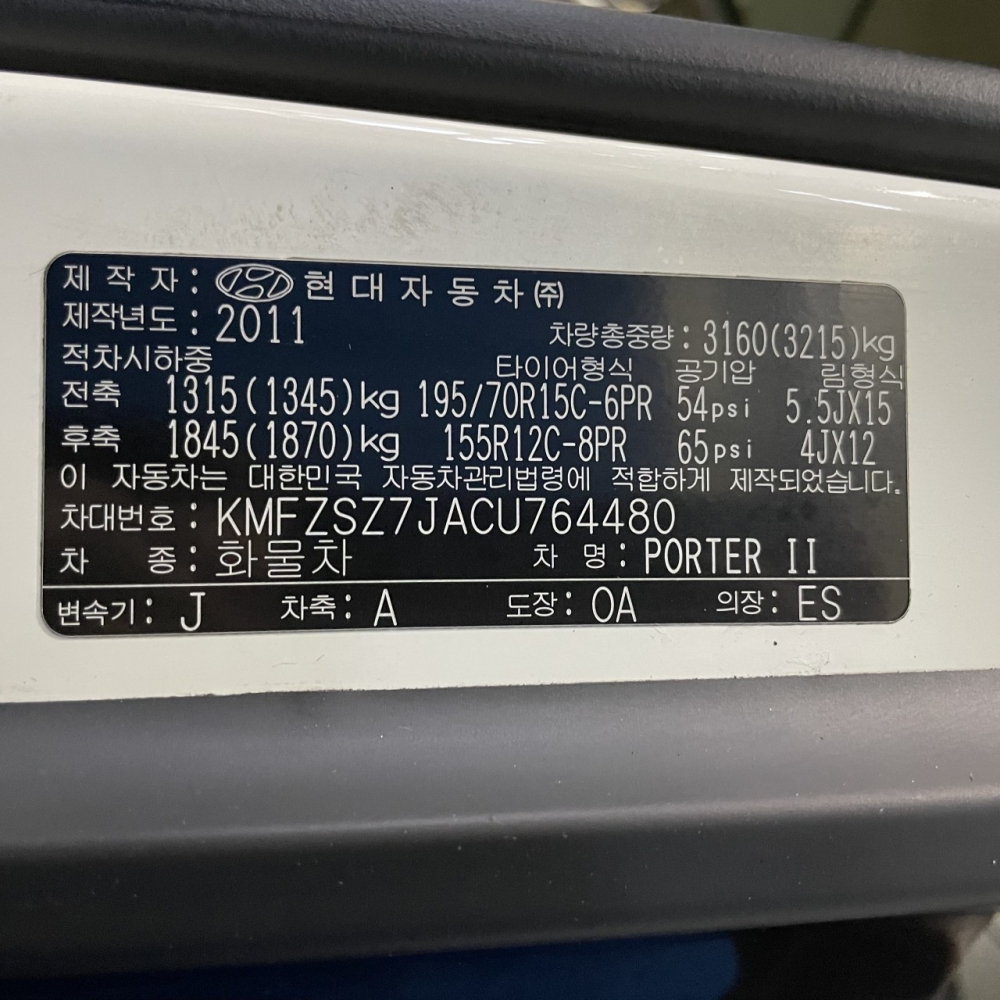 제 작 자 : 현 대 자 동 차 ㈜
제작년도 : 2011 차량총중량 : 3160(3215)kg
적차시하중 타이어형식 공기압 림형식
전축 1315(1345)kg 195/70R15C-6PR 54psi 5.5JX15
후축 1845(1870)kg 155R12C-8PR 65psi 4JX12
이 자동차는 대한민국 자동차관리법령에 적합하게 제작되었습니다.
차대번호 : KMFZSZ7JACU764480
차 종 : 화물차 차 명 : PORTER II
변속기 : J 차축 : A 도장 : OA 의장 : ES